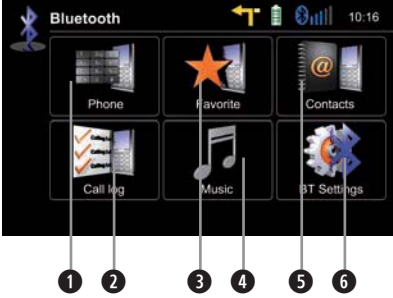 Bluetooth 10:16
Phone Favorite Contacts
@
Call log Music BT Settings
1 2 3 4 5 6